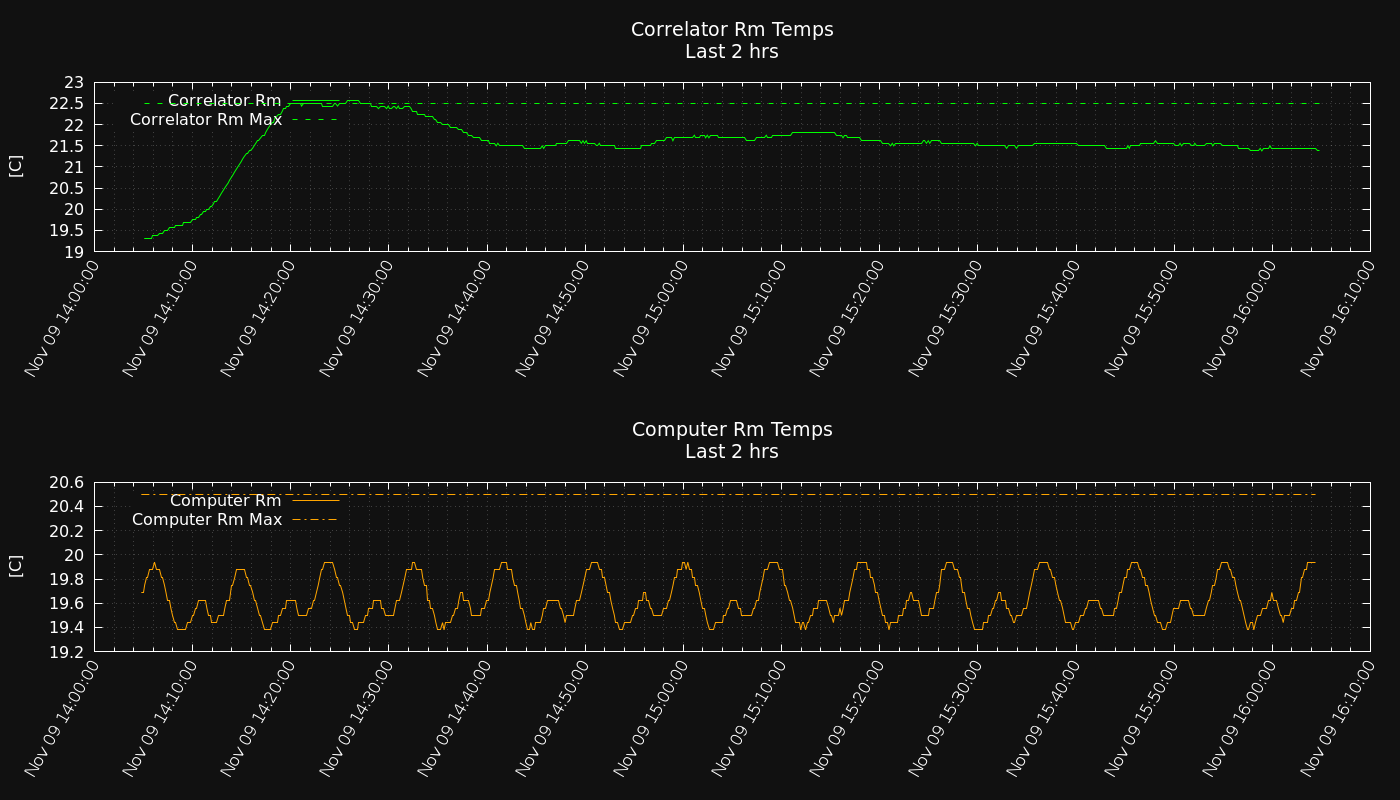 Correlator Rm Temps
Last 2 hrs
23
22.5
22
21.5
21
20.5
20
19.5
19
[C]
Correlator Rm
Correlator Rm Max
Nov 09 14:00:00
Nov 09 14:10:00
Nov 09 14:20:00
Nov 09 14:30:00
Nov 09 14:40:00
Nov 09 14:50:00
Nov 09 15:00:00
Nov 09 15:10:00
Nov 09 15:20:00
Nov 09 15:30:00
Nov 09 15:40:00
Nov 09 15:50:00
Nov 09 16:00:00
Nov 09 16:10:00
Computer Rm Temps
Last 2 hrs
20.6
20.4
20.2
20
19.8
19.6
19.4
19.2
[C]
Computer Rm
Computer Rm Max
Nov 09 14:00:00
Nov 09 14:10:00
Nov 09 14:20:00
Nov 09 14:30:00
Nov 09 14:40:00
Nov 09 14:50:00
Nov 09 15:00:00
Nov 09 15:10:00
Nov 09 15:20:00
Nov 09 15:30:00
Nov 09 15:40:00
Nov 09 15:50:00
Nov 09 16:00:00
Nov 09 16:10:00